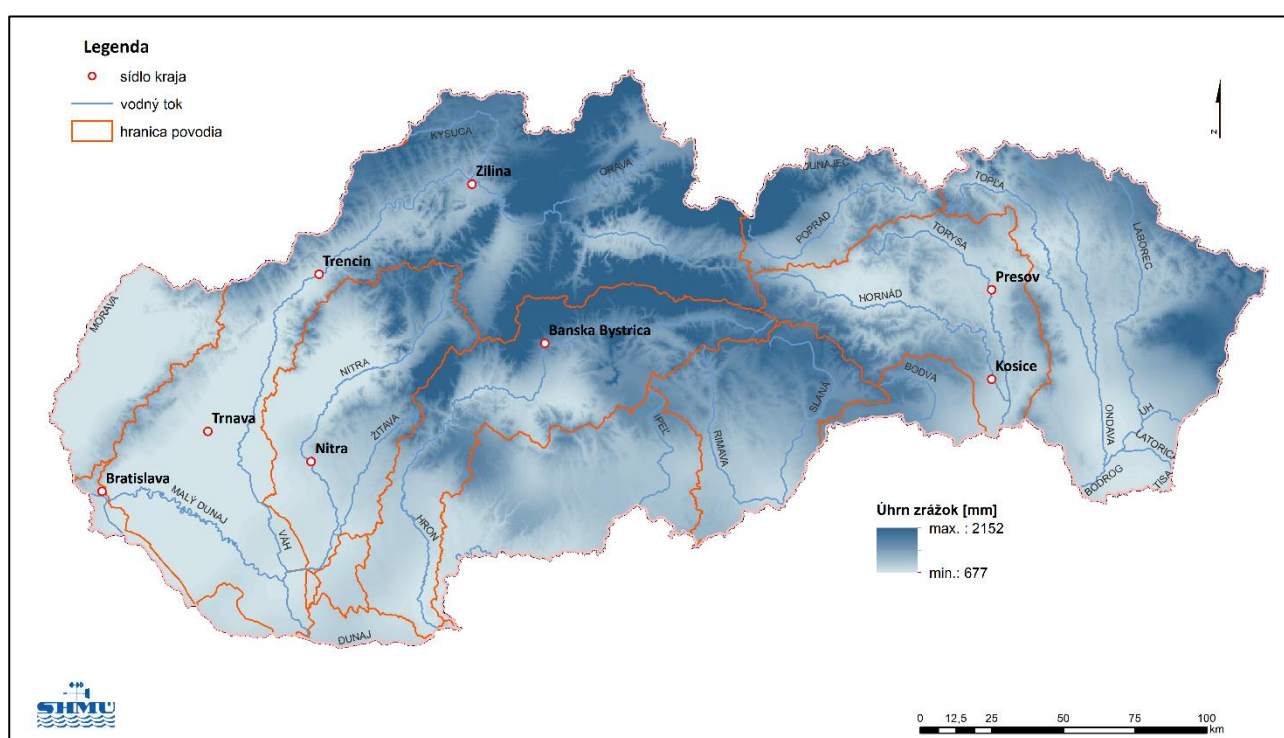 Legenda
sídlo kraja
vodný tok
hranica povodia
N
KYSUCA
DUNAJEC
Zilina
ORAVA
TOPĽA
POPRAD
TORYSA
LABOREC
Trencin
Presov
MORAVA
HORNÁD
Banska Bystrica
NITRA
Kosice
BODVA
SLANÁ
ŽITAVA
IPEĽ
RIMAVA
Trnava
UH
ONDAVA
LATORICA
Nitra
BODROG
TISA
Bratislava
MALÝ DUNAJ
HRON
VÁH
DUNAJ
Úhrn zrážok [mm]
max. : 2152
min.: 677
SHMÚ
0 12,5 25 50 75 100
km